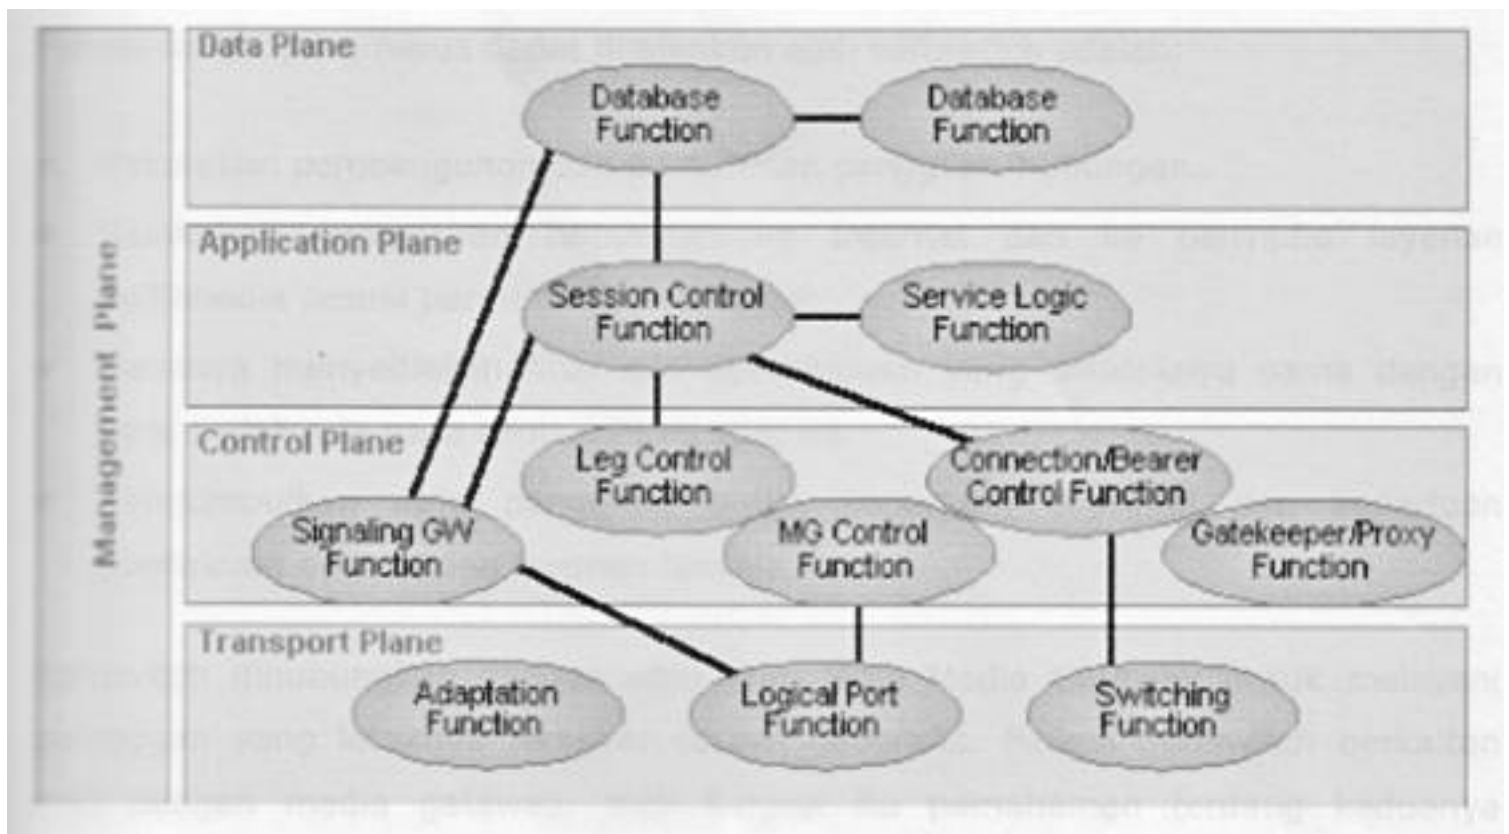 Management Plane
Data Plane
Database
Function
Database
Function
Application Plane
Session Control
Function
Service Logic
Function
Control Plane
Leg Control
Function
Connection/Bearer
Control Function
Signaling GW
Function
MG Control
Function
Gatekeeper/Proxy
Function
Transport Plane
Adaptation
Function
Logical Port
Function
Switching
Function